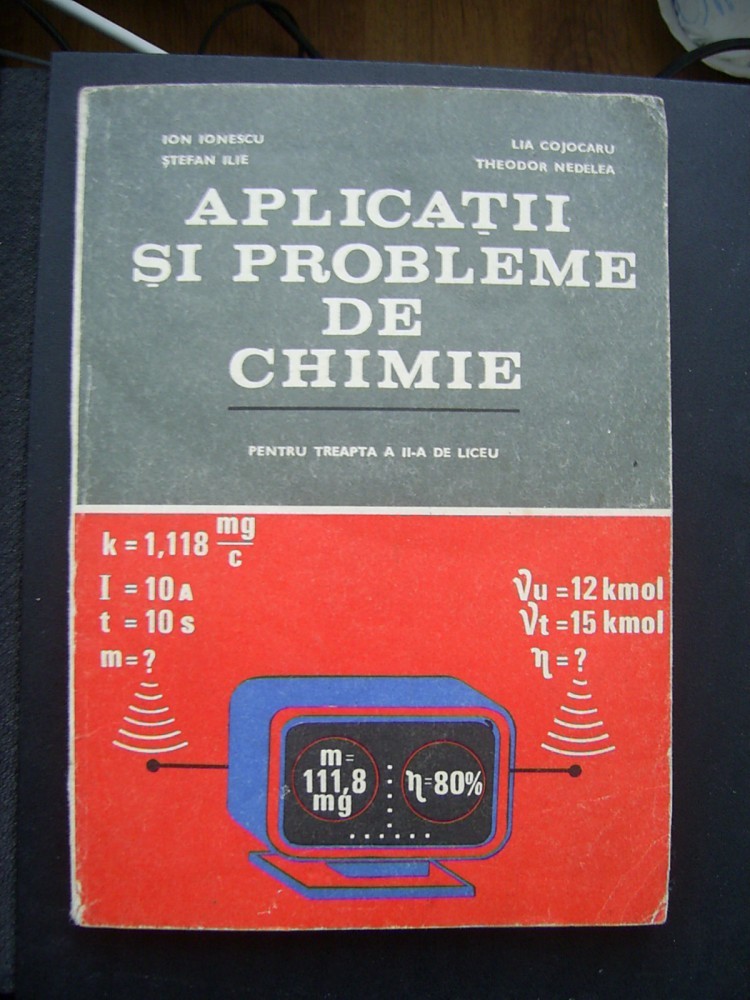 ION IONESCU
ŞTEFAN ILIE
LIA COJOCARU
THEODOR NEDELEA
APLICAŢII
ŞI PROBLEME
DE
CHIMIE
PENTRU TREAPTA A II-A DE LICEU
k = 1,118 mg/c
I = 10A
t = 10 s
m = ?
νu = 12 kmol
νt = 15 kmol
η = ?
m =
111,8
mg
η = 80%